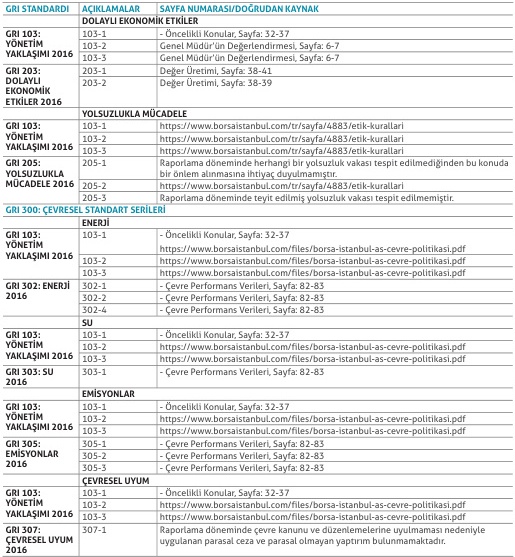 GRI STANDARDI AÇIKLAMALAR SAYFA NUMARASI/DOĞRUDAN KAYNAK
DOLAYLI EKONOMİK ETKİLER
GRI 103: YÖNETİM YAKLAŞIMI 2016
103-1 - Öncelikli Konular, Sayfa: 32-37
103-2 Genel Müdür'ün Değerlendirmesi, Sayfa: 6-7
103-3 Genel Müdür'ün Değerlendirmesi, Sayfa: 6-7
GRI 203: DOLAYLI EKONOMİK ETKİLER 2016
203-1 Değer Üretimi, Sayfa: 38-41
203-2 Değer Üretimi, Sayfa: 38-39
YOLSUZLUKLA MÜCADELE
GRI 103: YÖNETİM YAKLAŞIMI 2016
103-1 https://www.borsaistanbul.com/tr/sayfa/4883/etik-kurallari
103-2 https://www.borsaistanbul.com/tr/sayfa/4883/etik-kurallari
103-3 https://www.borsaistanbul.com/tr/sayfa/4883/etik-kurallari
GRI 205: YOLSUZLUKLA MÜCADELE 2016
205-1 Raporlama döneminde herhangi bir yolsuzluk vakası tespit edilmediğinden bu konuda
bir önlem alınmasına ihtiyaç duyulmamıştır.
205-2 https://www.borsaistanbul.com/tr/sayfa/4883/etik-kurallari
205-3 Raporlama döneminde teyit edilmiş yolsuzluk vakası tespit edilmemiştir.
GRI 300: ÇEVRESEL STANDART SERİLERİ
ENERJİ
GRI 103: YÖNETİM YAKLAŞIMI 2016
103-1 - Öncelikli Konular, Sayfa: 32-37
https://www.borsaistanbul.com/files/borsa-istanbul-as-cevre-politikasi.pdf
103-2 https://www.borsaistanbul.com/files/borsa-istanbul-as-cevre-politikasi.pdf
103-3 https://www.borsaistanbul.com/files/borsa-istanbul-as-cevre-politikasi.pdf
GRI 302: ENERJİ 2016
302-1 - Çevre Performans Verileri, Sayfa: 82-83
302-2 - Çevre Performans Verileri, Sayfa: 82-83
302-4 - Çevre Performans Verileri, Sayfa: 82-83
SU
GRI 103: YÖNETİM YAKLAŞIMI 2016
103-1 - Öncelikli Konular, Sayfa: 32-37
103-2 https://www.borsaistanbul.com/files/borsa-istanbul-as-cevre-politikasi.pdf
103-3 https://www.borsaistanbul.com/files/borsa-istanbul-as-cevre-politikasi.pdf
GRI 303: SU 2016
303-1 - Çevre Performans Verileri, Sayfa: 82-83
EMİSYONLAR
GRI 103: YÖNETİM YAKLAŞIMI 2016
103-1 - Öncelikli Konular, Sayfa: 32-37
103-2 https://www.borsaistanbul.com/files/borsa-istanbul-as-cevre-politikasi.pdf
103-3 https://www.borsaistanbul.com/files/borsa-istanbul-as-cevre-politikasi.pdf
GRI 305: EMİSYONLAR 2016
305-1 - Çevre Performans Verileri, Sayfa: 82-83
305-2 - Çevre Performans Verileri, Sayfa: 82-83
305-3 - Çevre Performans Verileri, Sayfa: 82-83
ÇEVRESEL UYUM
GRI 103: YÖNETİM YAKLAŞIMI 2016
103-1 - Öncelikli Konular, Sayfa: 32-37
103-2 https://www.borsaistanbul.com/files/borsa-istanbul-as-cevre-politikasi.pdf
103-3 https://www.borsaistanbul.com/files/borsa-istanbul-as-cevre-politikasi.pdf
GRI 307: ÇEVRESEL UYUM 2016
307-1 Raporlama döneminde çevre kanunu ve düzenlemelerine uyulmaması nedeniyle
uygulanan parasal ceza ve parasal olmayan yaptırım bulunmamaktadır.